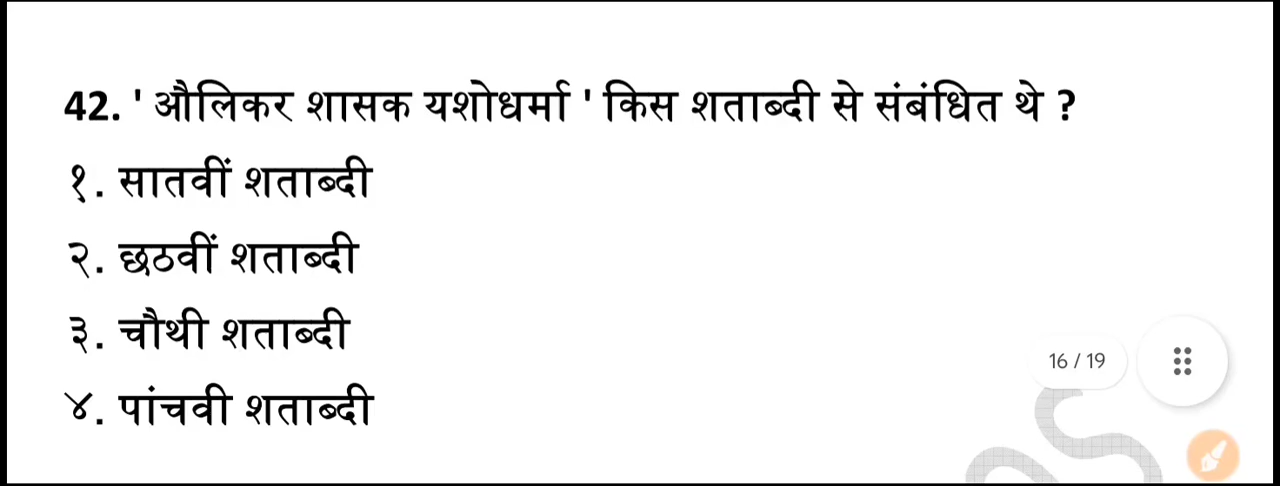 42. ' औलिकर शासक यशोधर्मा ' किस शताब्दी से संबंधित थे ?
१. सातवीं शताब्दी
२. छठवीं शताब्दी
३. चौथी शताब्दी
४. पांचवी शताब्दी
16 / 19